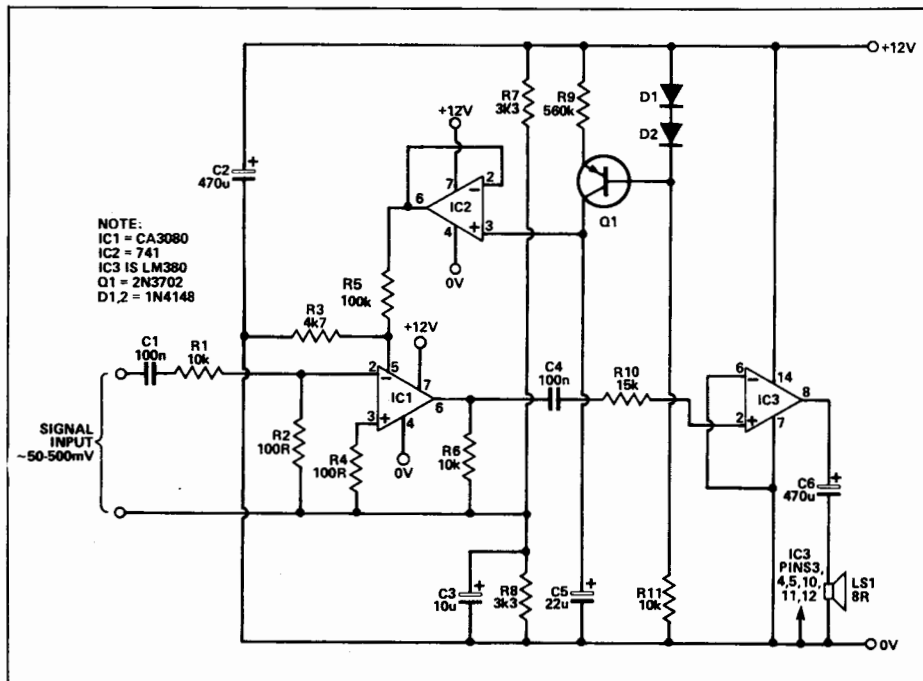 +12V
R7
3K3
R9
560k
D1
D2
+12V
C2
470u
+
7
2
6
IC2
−
+
3
4
0V
Q1
NOTE:
IC1 = CA3080
IC2 = 741
IC3 IS LM380
Q1 = 2N3702
D1,2 = 1N4148
R5
100k
R3
4k7
+12V
C1
100n
R1
10k
2
5
−
7
IC1
6
3
+
4
0V
C4
100n
R10
15k
6
−
14
IC3
8
2
+
7
SIGNAL
INPUT
~50-500mV
R2
100R
R4
100R
R6
10k
+
C6
470u
C3
10u
+
R8
3k3
C5
22u
+
R11
10k
IC3
PINS3,
4,5,10,
11,12
LS1
8R
0V